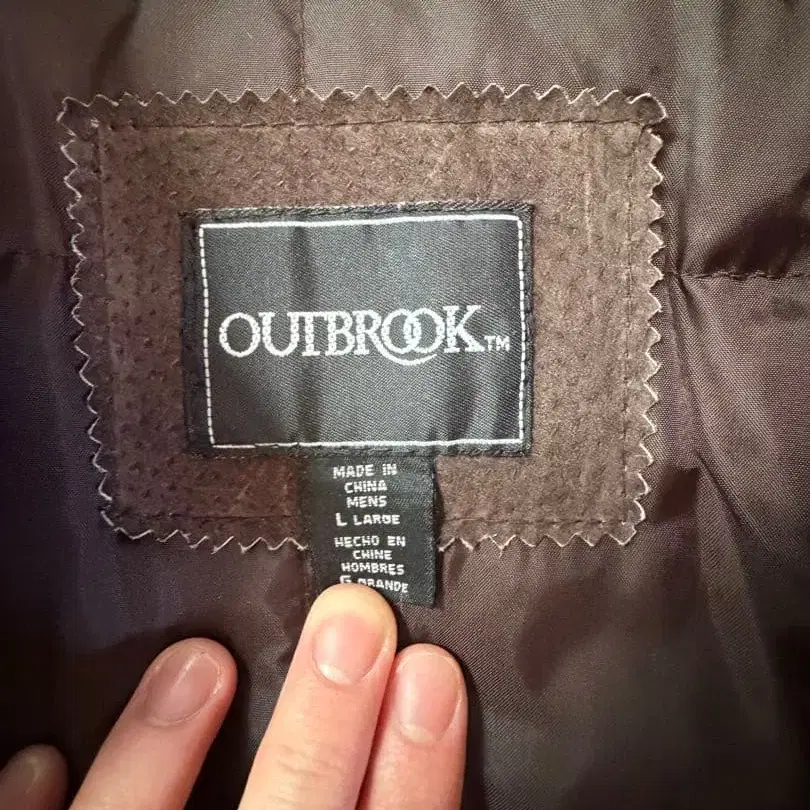 OUTBROOK™
MADE IN
CHINA
MENS
L LARGE
HECHO EN
CHINE
HOMBRES
G GRANDE